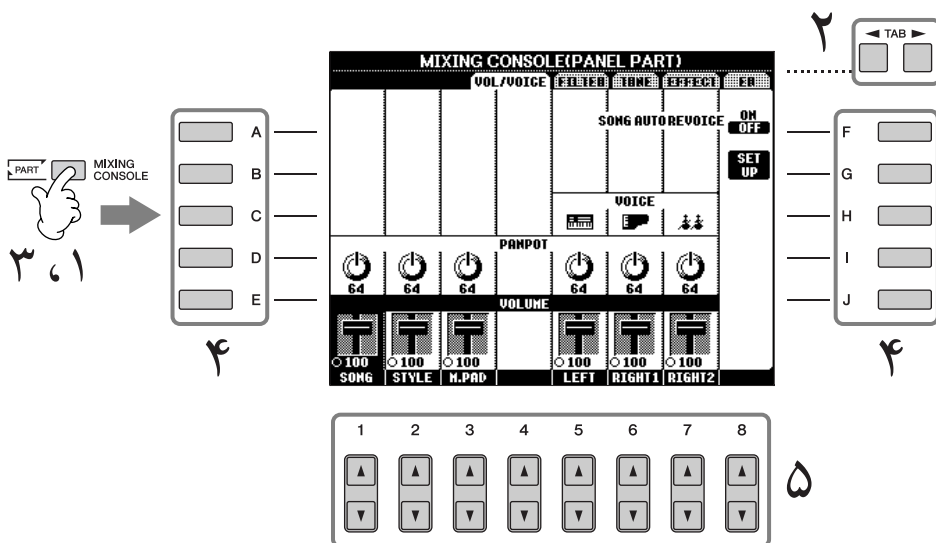 ۲
◄ TAB ►
MIXING CONSOLE(PANEL PART)
VOL/VOICE FILTER TUNE EFFECT EQ
A
SONG AUTO REVOICE ON
OFF
F
PART
MIXING
CONSOLE
B
SET
UP
G
C
VOICE
H
۱، ۳
D
PANPOT
I
64 64 64 64 64 64
E
VOLUME
J
۴
۴
100 100 100 100 100 100
SONG STYLE M.PAD LEFT RIGHT1 RIGHT2
1 2 3 4 5 6 7 8
۵